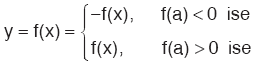 −f(x), f(a) < 0 ise
y = f(x) =
f(x), f(a) > 0 ise